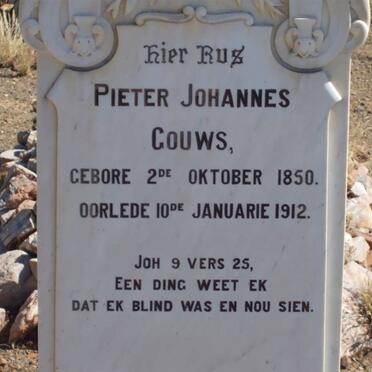 Hier Rus
PIETER JOHANNES
GOUWS,
GEBORE 2DE OKTOBER 1850.
OORLEDE 10DE JANUARIE 1912.
JOH 9 VERS 25,
EEN DING WEET EK
DAT EK BLIND WAS EN NOU SIEN.